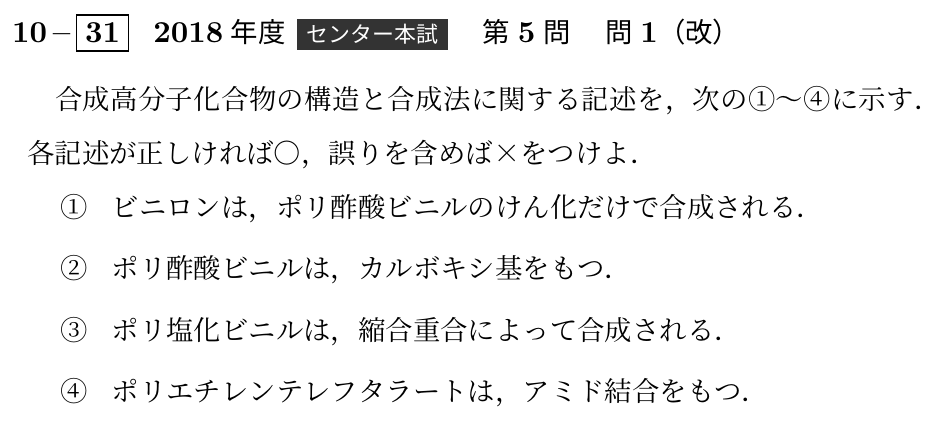 10−31 2018 年度 センター本試 第 5 問 問 1（改）
合成高分子化合物の構造と合成法に関する記述を，次の①～④に示す．
各記述が正しければ○，誤りを含めば×をつけよ．
① ビニロンは，ポリ酢酸ビニルのけん化だけで合成される．
② ポリ酢酸ビニルは，カルボキシ基をもつ．
③ ポリ塩化ビニルは，縮合重合によって合成される．
④ ポリエチレンテレフタラートは，アミド結合をもつ．